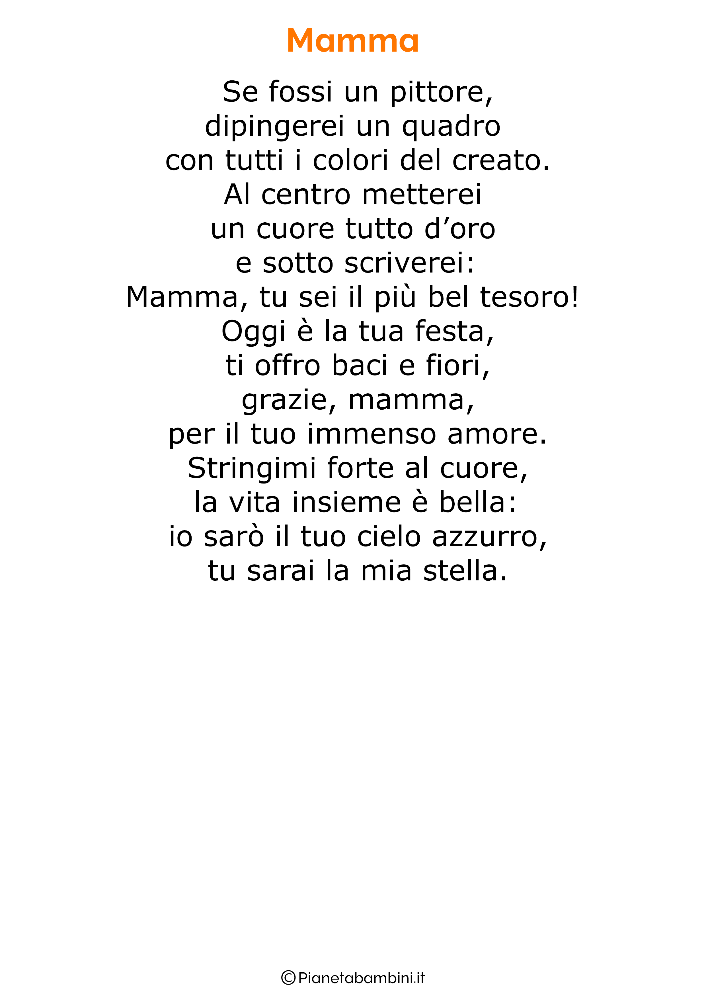 Mamma
Se fossi un pittore,
dipingerei un quadro
con tutti i colori del creato.
Al centro metterei
un cuore tutto d’oro
e sotto scriverei:
Mamma, tu sei il più bel tesoro!
Oggi è la tua festa,
ti offro baci e fiori,
grazie, mamma,
per il tuo immenso amore.
Stringimi forte al cuore,
la vita insieme è bella:
io sarò il tuo cielo azzurro,
tu sarai la mia stella.
©Pianetabambini.it